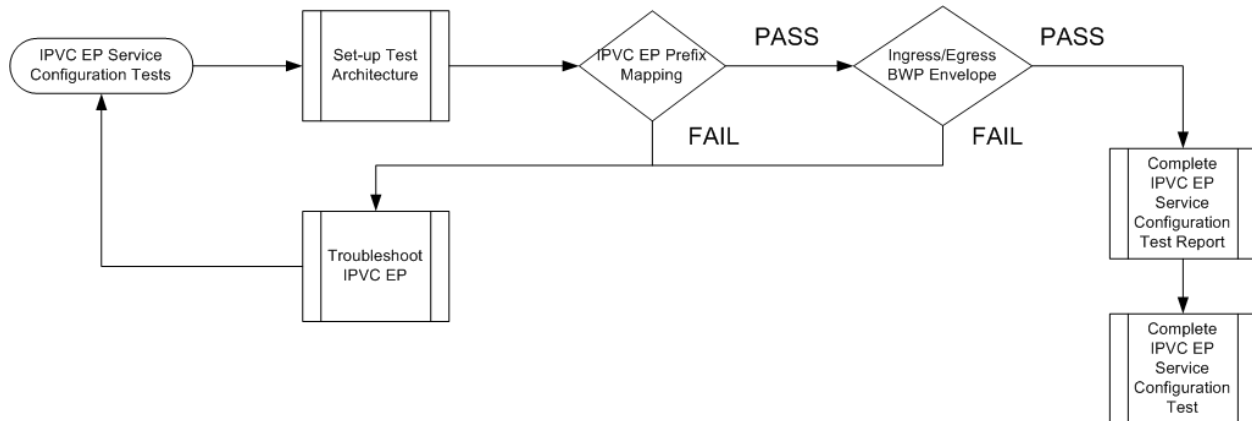 IPVC EP Service
Configuration Tests
Set-up Test
Architecture
IPVC EP Prefix
Mapping
PASS
Ingress/Egress
BWP Envelope
PASS
FAIL
FAIL
Troubleshoot
IPVC EP
Complete
IPVC EP
Service
Configuration
Test Report
Complete
IPVC EP
Service
Configuration
Test